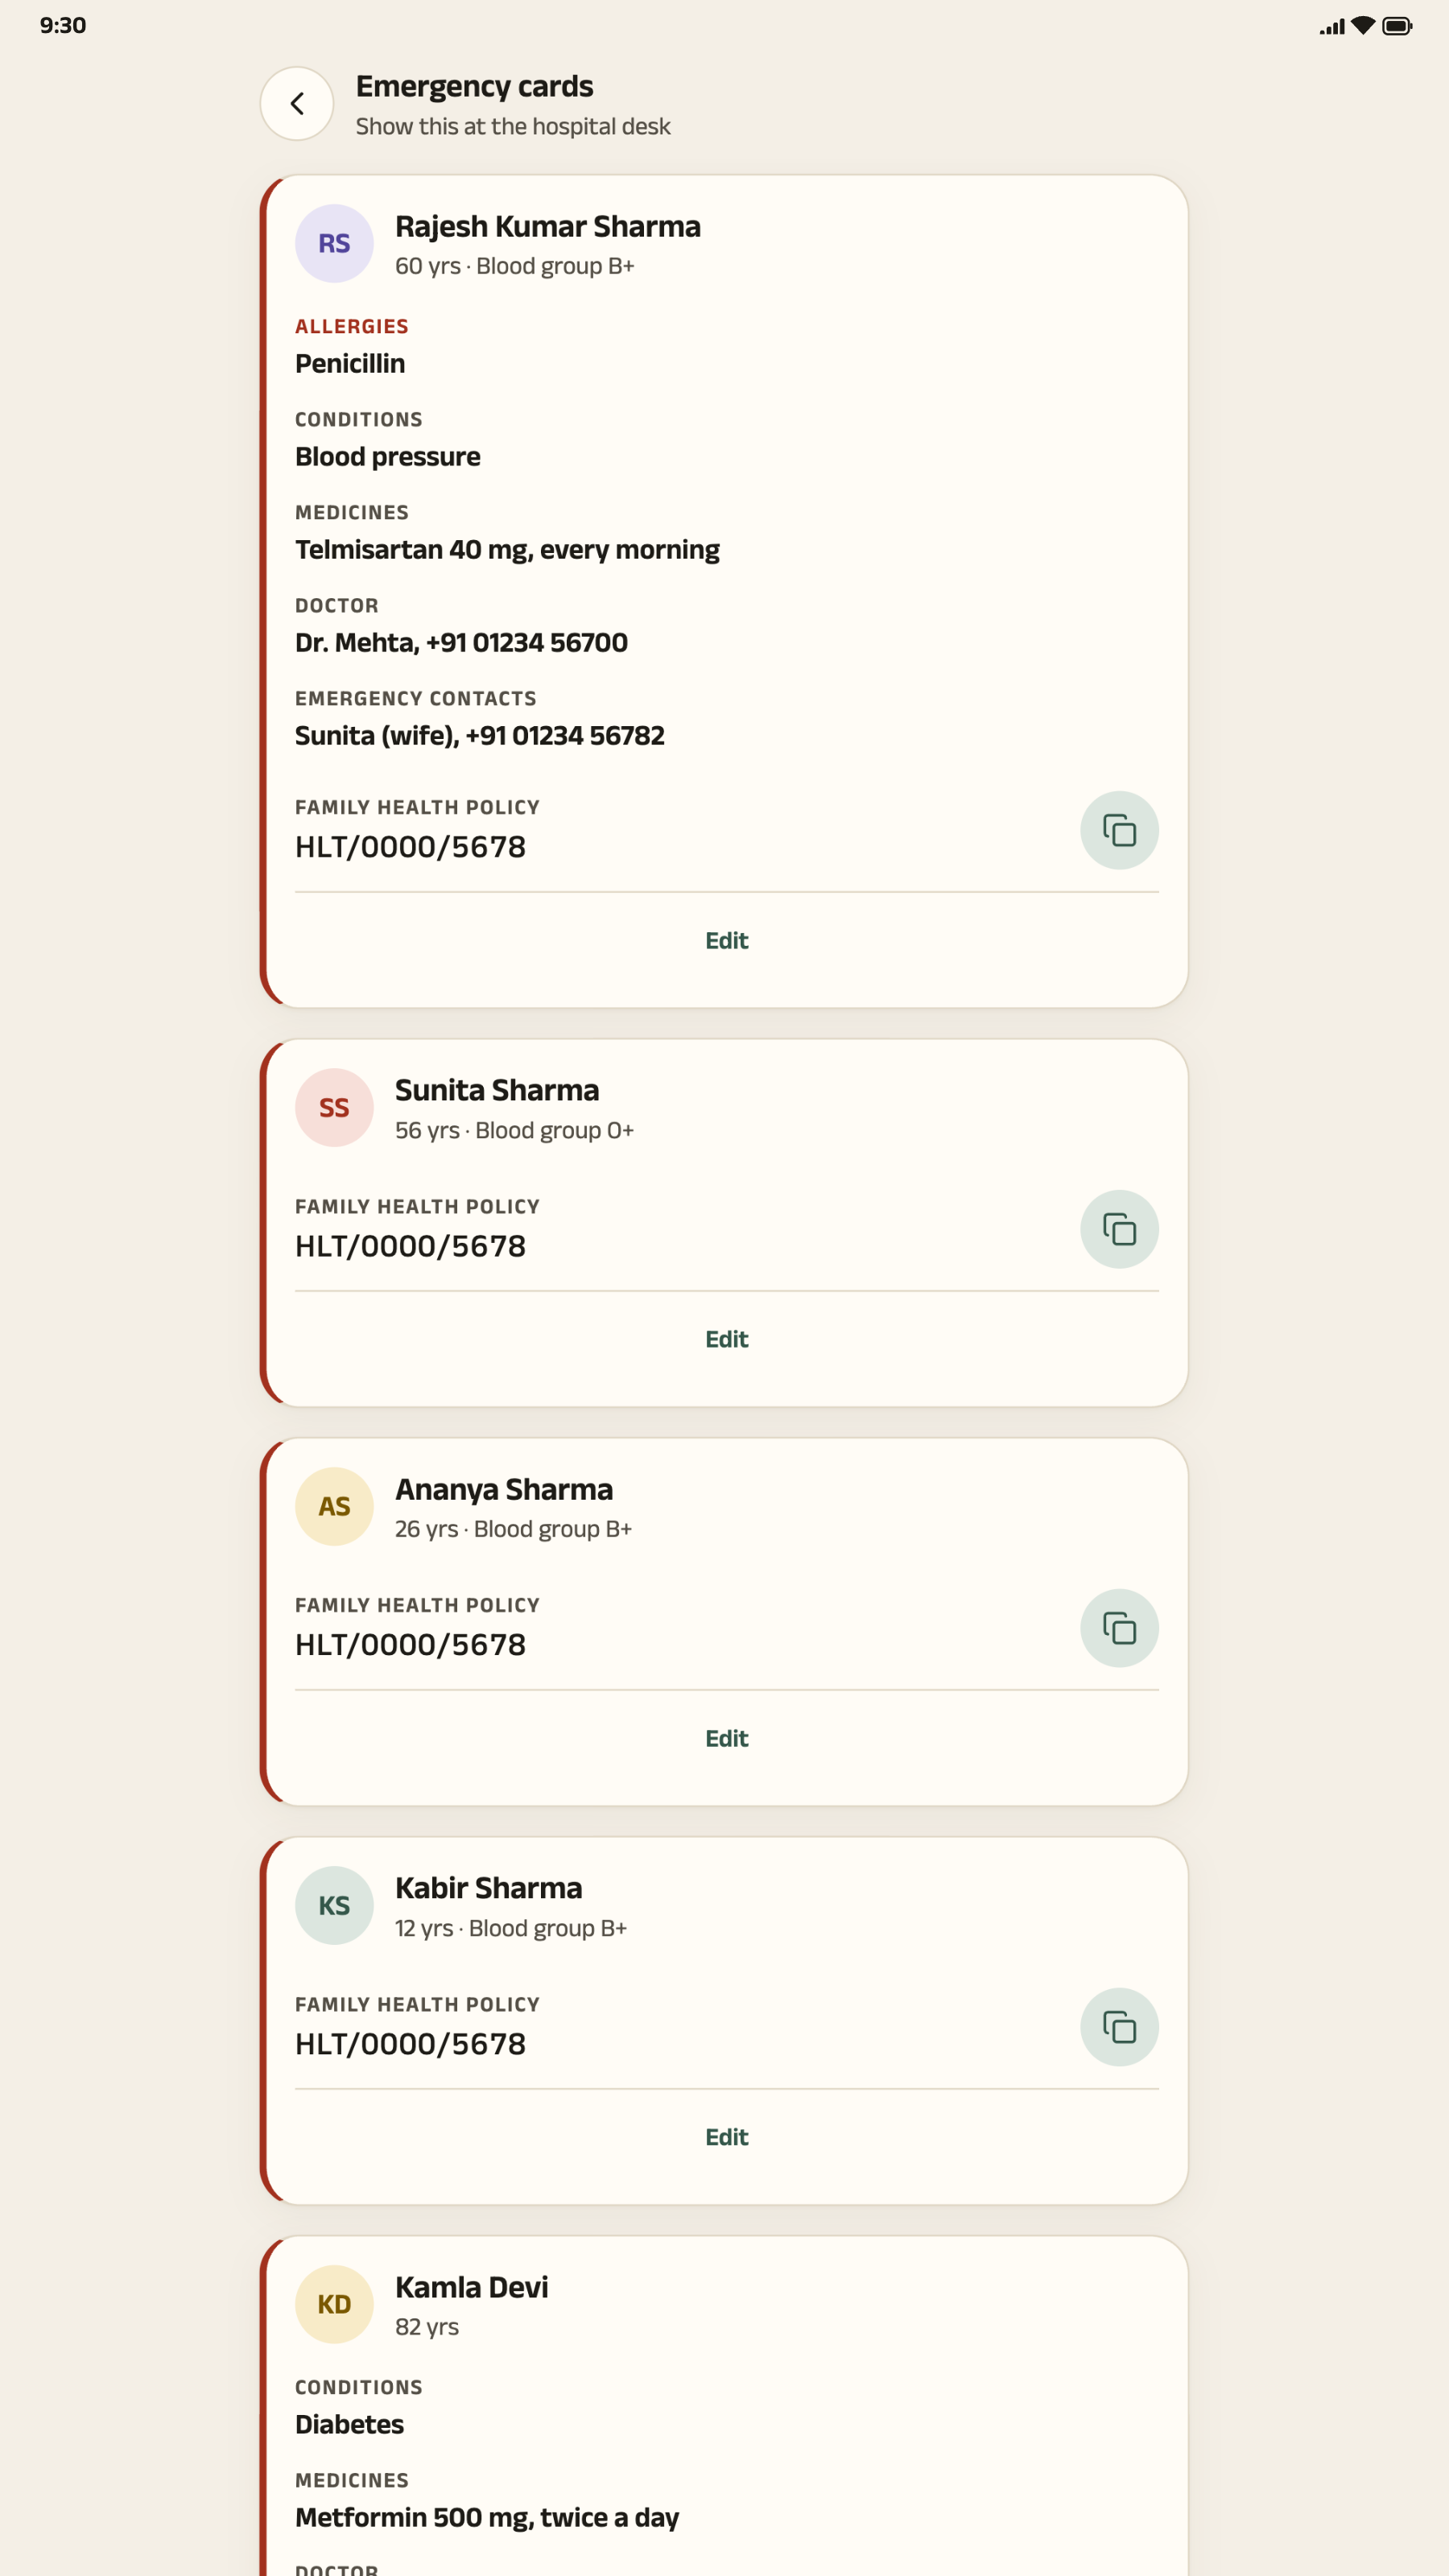 9:30
Emergency cards
Show this at the hospital desk
RS
Rajesh Kumar Sharma
60 yrs · Blood group B+
ALLERGIES
Penicillin
CONDITIONS
Blood pressure
MEDICINES
Telmisartan 40 mg, every morning
DOCTOR
Dr. Mehta, +91 01234 56700
EMERGENCY CONTACTS
Sunita (wife), +91 01234 56782
FAMILY HEALTH POLICY
HLT/0000/5678
Edit
SS
Sunita Sharma
56 yrs · Blood group O+
FAMILY HEALTH POLICY
HLT/0000/5678
Edit
AS
Ananya Sharma
26 yrs · Blood group B+
FAMILY HEALTH POLICY
HLT/0000/5678
Edit
KS
Kabir Sharma
12 yrs · Blood group B+
FAMILY HEALTH POLICY
HLT/0000/5678
Edit
KD
Kamla Devi
82 yrs
CONDITIONS
Diabetes
MEDICINES
Metformin 500 mg, twice a day
DOCTOR